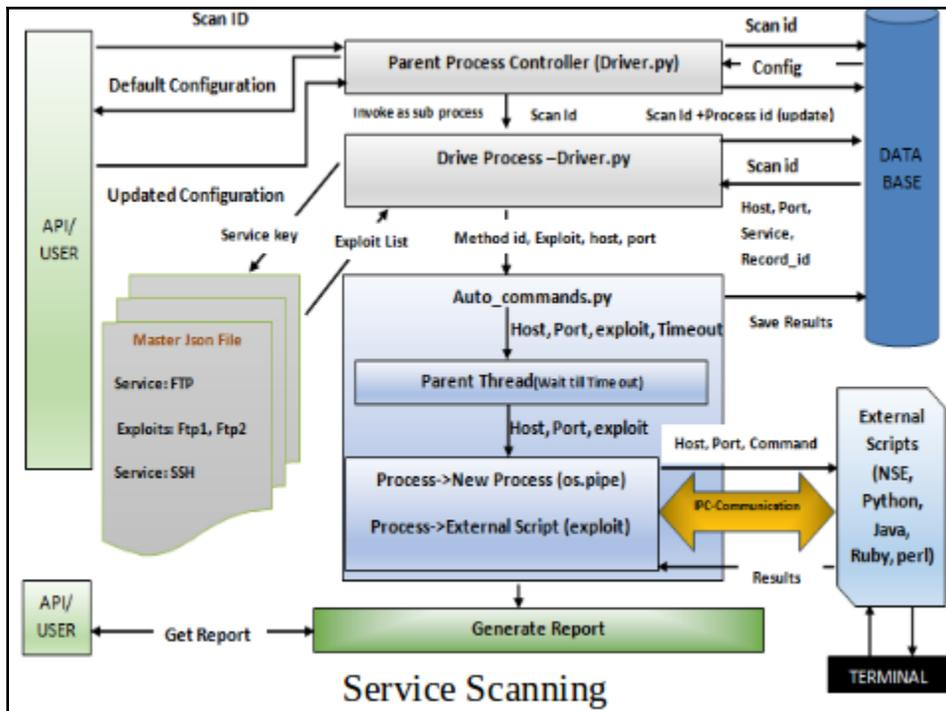 Scan ID
Scan id
Parent Process Controller (Driver.py)
Config
Default Configuration
Invoke as sub process
Scan Id
Scan Id +Process id (update)
Drive Process –Driver.py
DATA
BASE
Scan id
Updated Configuration
API/
USER
Host, Port,
Service,
Record_id
Service key
Exploit List
Method id, Exploit, host, port
Auto_commands.py
Save Results
Host, Port, exploit, Timeout
Master Json File
Service: FTP
Exploits: Ftp1, Ftp2
Service: SSH
Parent Thread(Wait till Time out)
Host, Port, exploit
Host, Port, Command
External
Scripts
(NSE,
Python,
Java,
Ruby, perl)
Process->New Process (os.pipe)
Process->External Script (exploit)
IPC-Communication
Results
API/
USER
Get Report
Generate Report
TERMINAL
Service Scanning